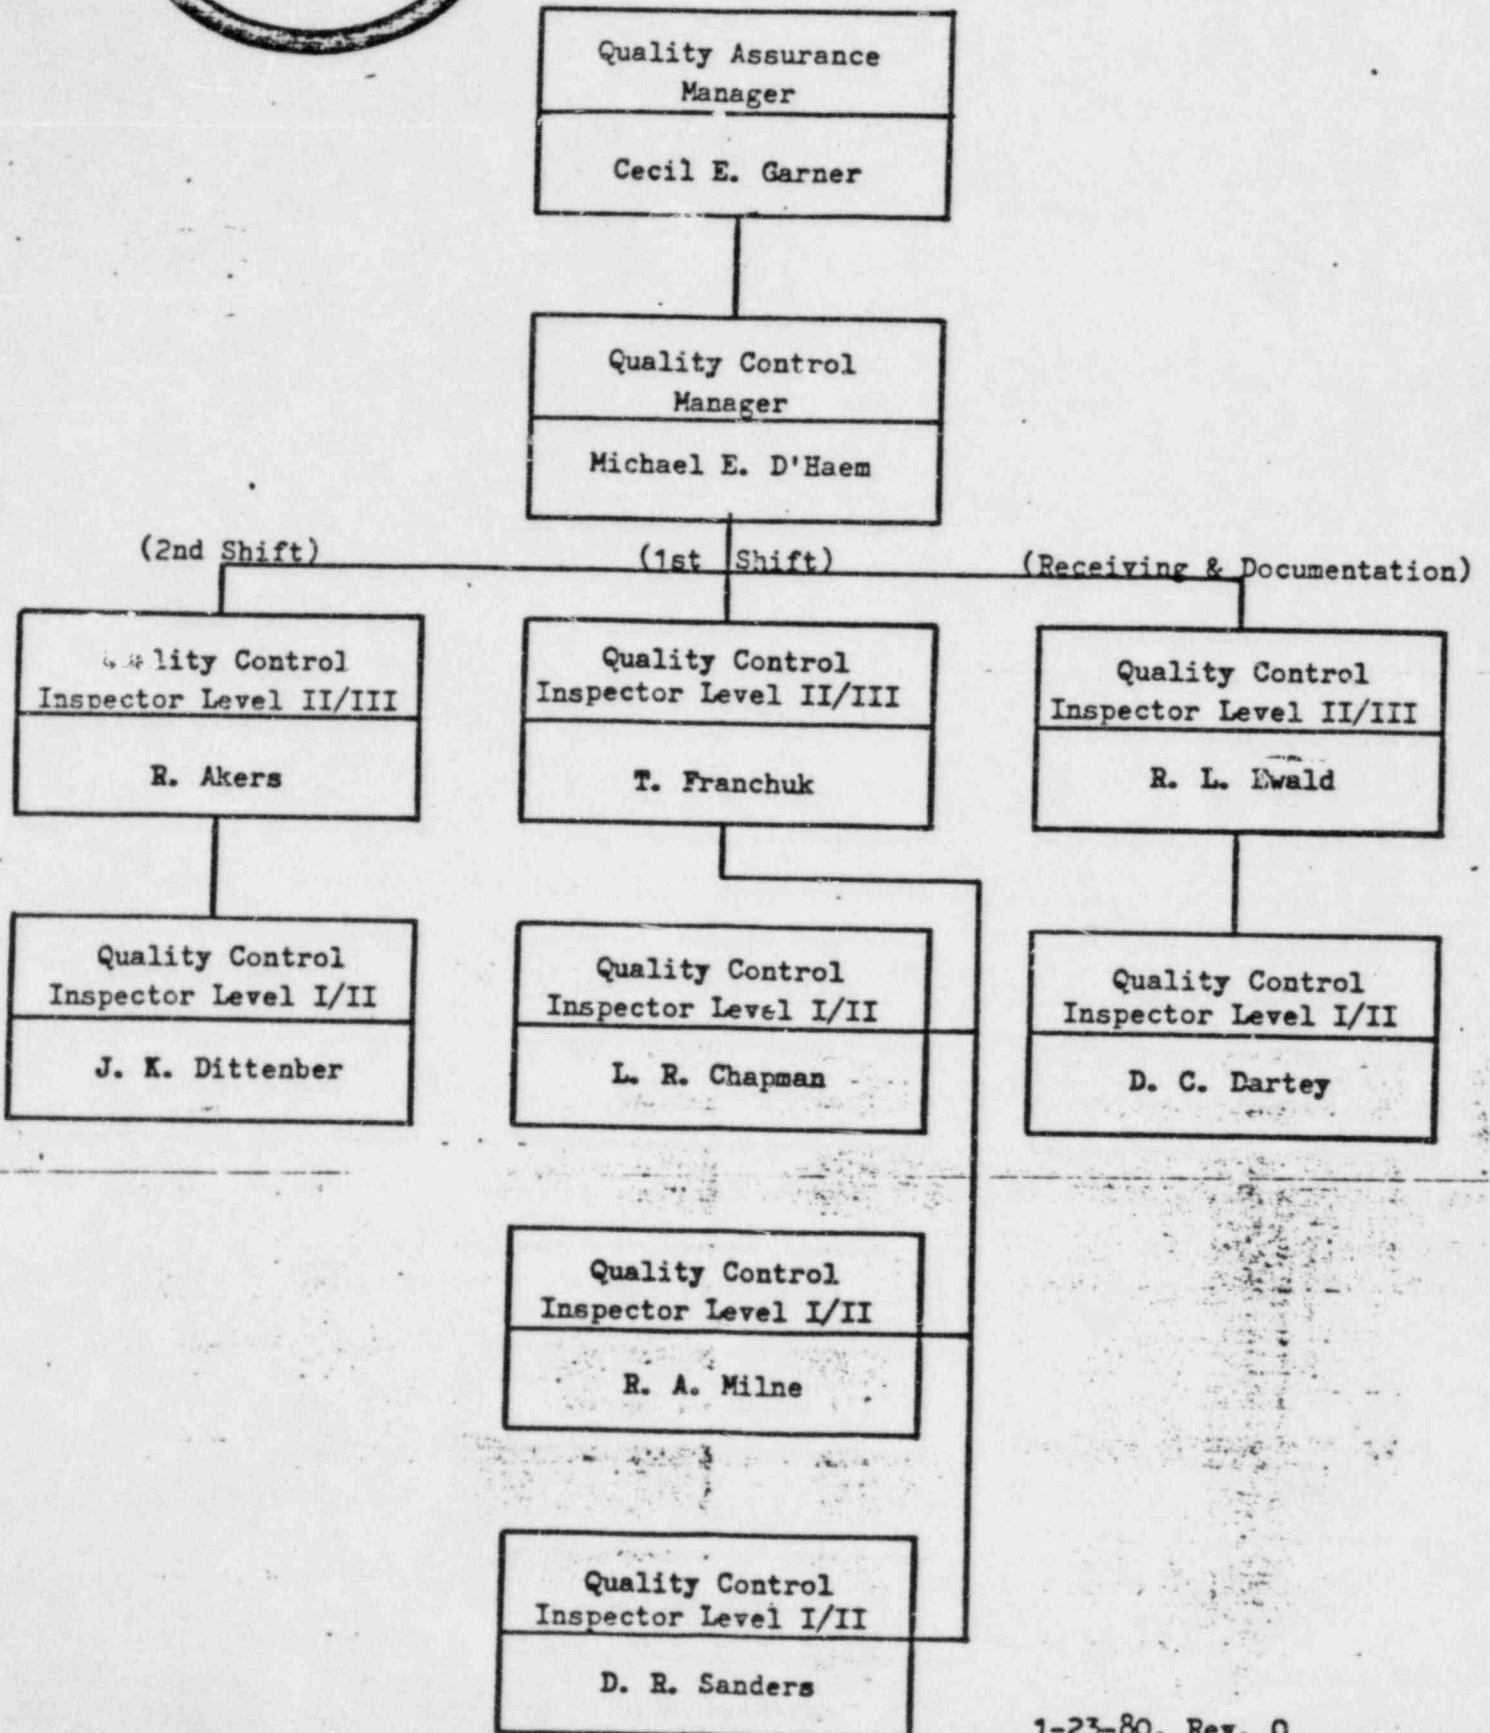 Quality Assurance
Manager
Cecil E. Garner
Quality Control
Manager
Michael E. D'Haem
(2nd Shift)
(1st Shift)
(Receiving & Documentation)
Quality Control
Inspector Level II/III
R. Akers
Quality Control
Inspector Level II/III
T. Franchuk
Quality Control
Inspector Level II/III
R. L. Ewald
Quality Control
Inspector Level I/II
J. K. Dittenber
Quality Control
Inspector Level I/II
L. R. Chapman
Quality Control
Inspector Level I/II
D. C. Dartey
Quality Control
Inspector Level I/II
R. A. Milne
Quality Control
Inspector Level I/II
D. R. Sanders
1-23-80, Rev. 0